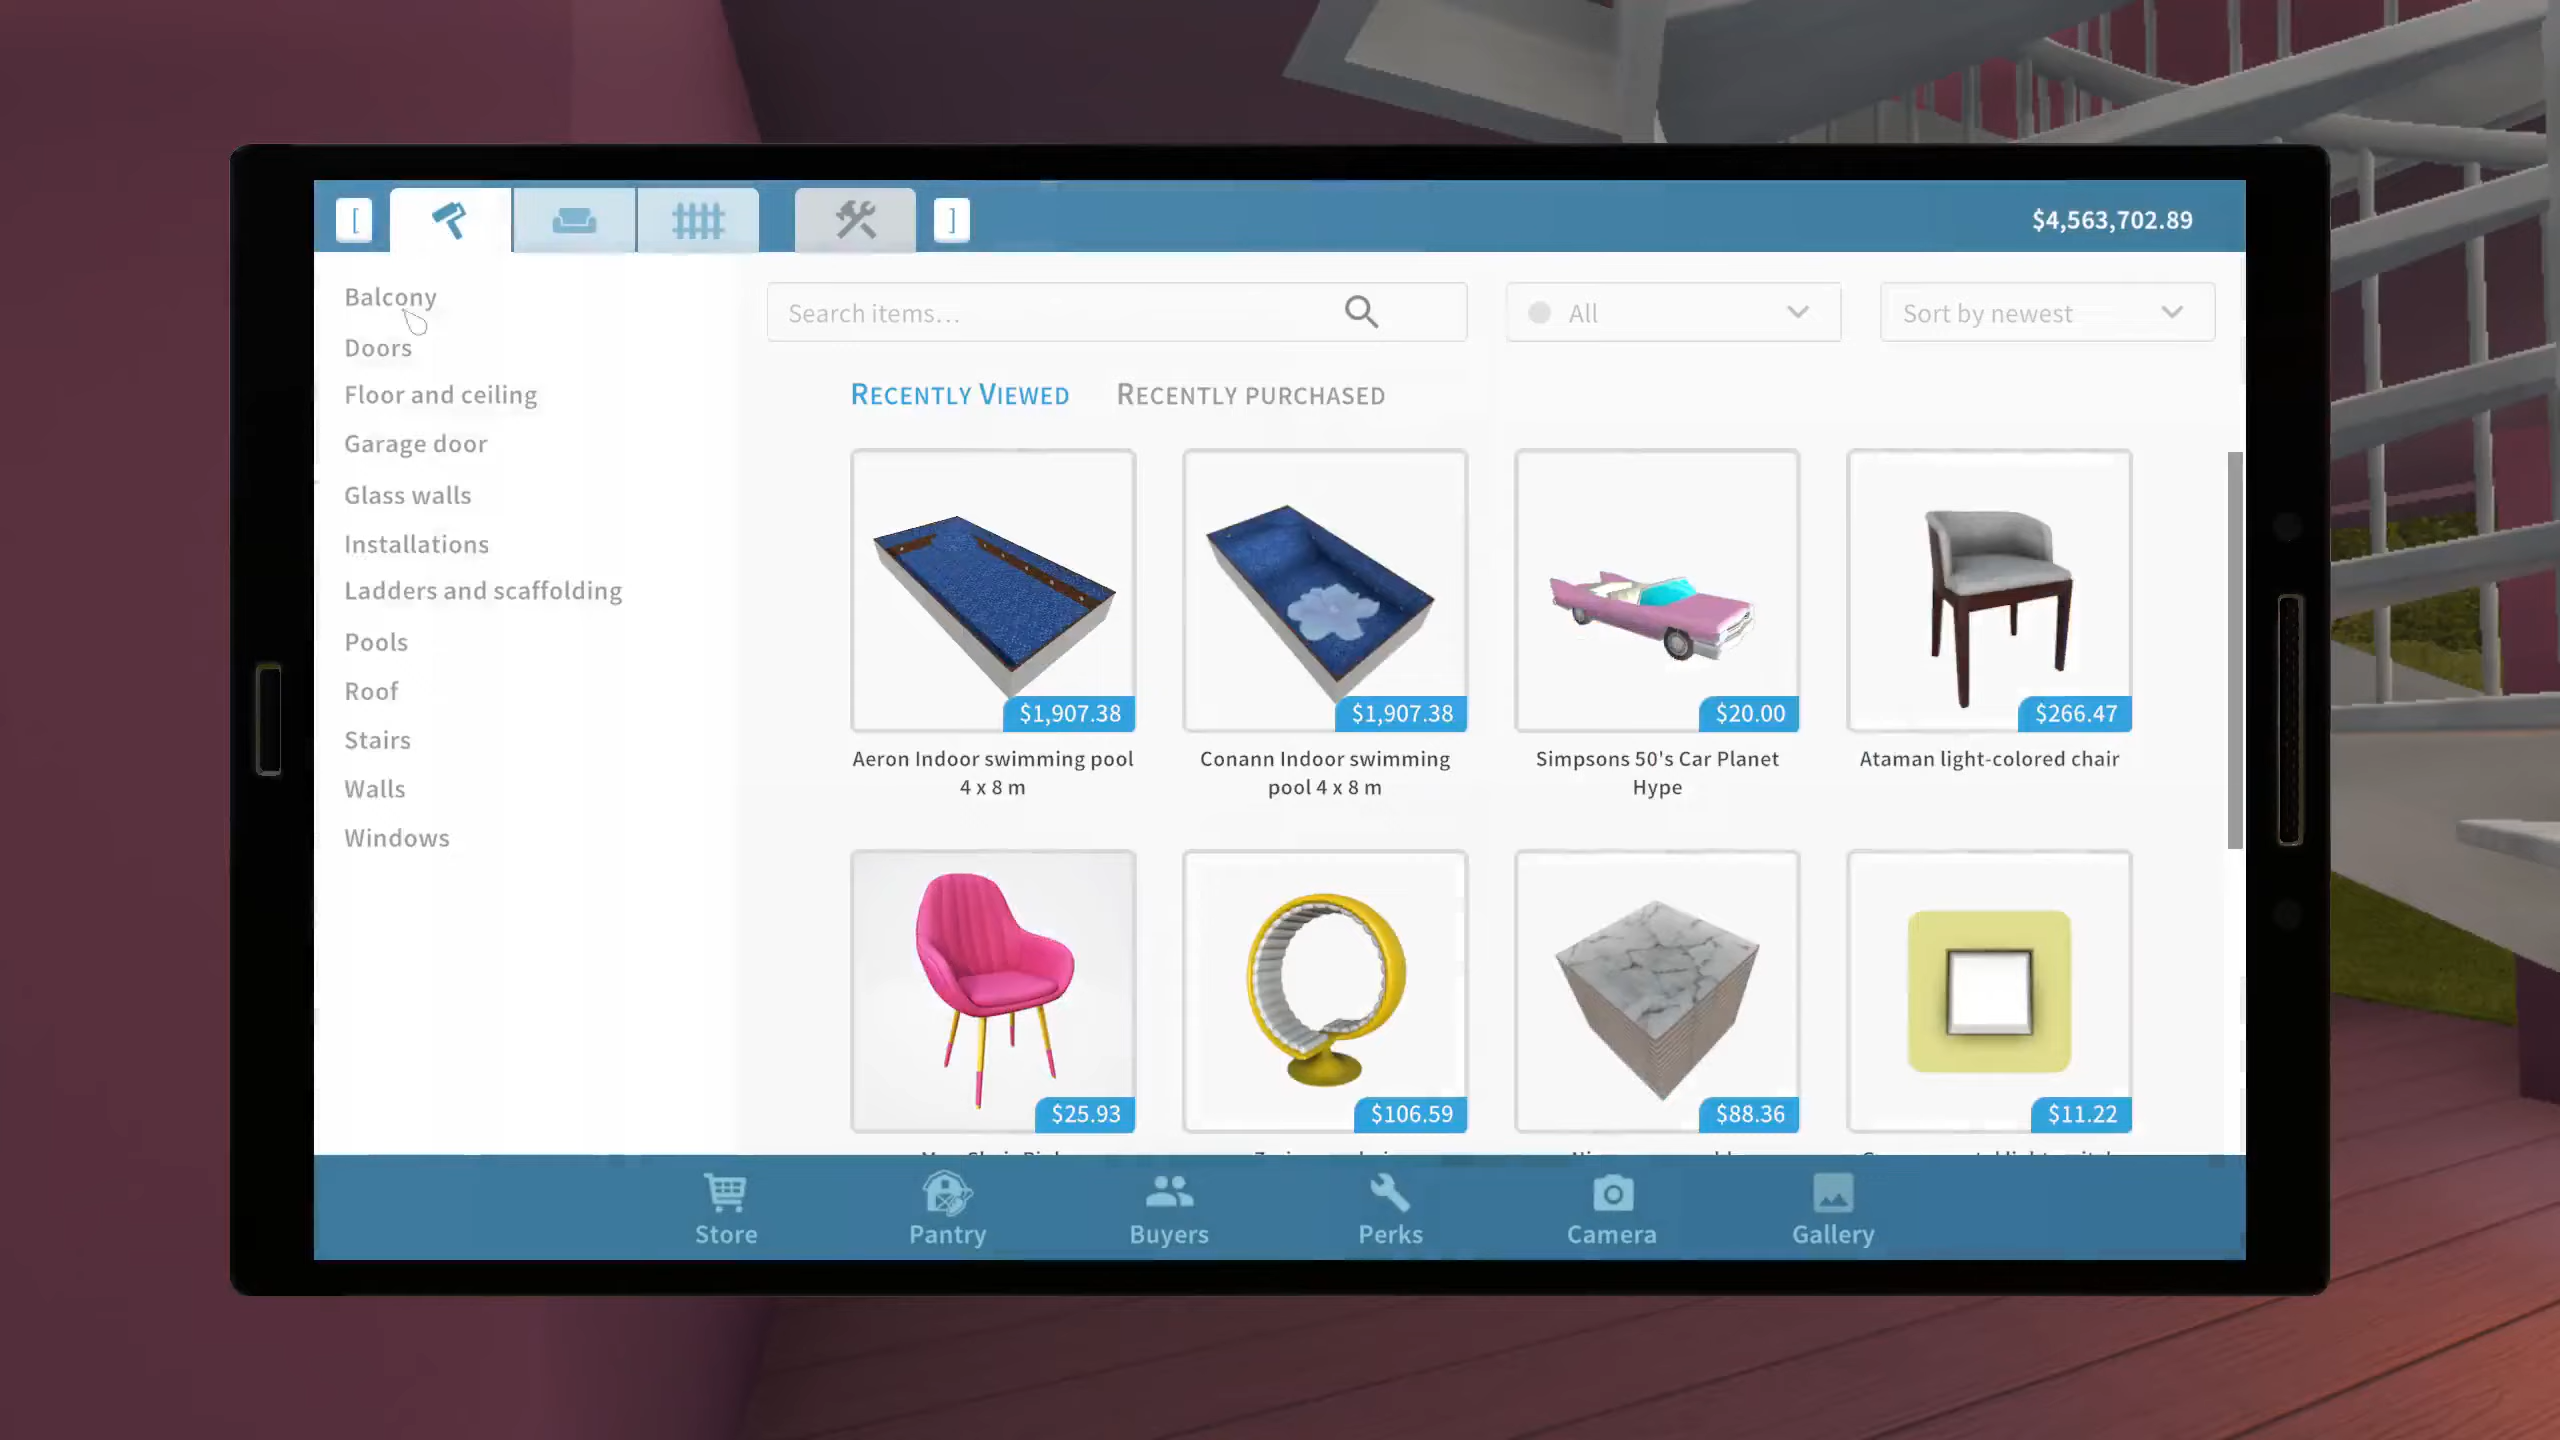 [
]
$4,563,702.89
Balcony
Doors
Floor and ceiling
Garage door
Glass walls
Installations
Ladders and scaffolding
Pools
Roof
Stairs
Walls
Windows
Search items...
All
Sort by newest
RECENTLY VIEWED
RECENTLY PURCHASED
$1,907.38
Aeron Indoor swimming pool
4 x 8 m
$1,907.38
Conann Indoor swimming
pool 4 x 8 m
$20.00
Simpsons 50's Car Planet
Hype
$266.47
Ataman light-colored chair
$25.93
$106.59
$88.36
$11.22
Store
Pantry
Buyers
Perks
Camera
Gallery